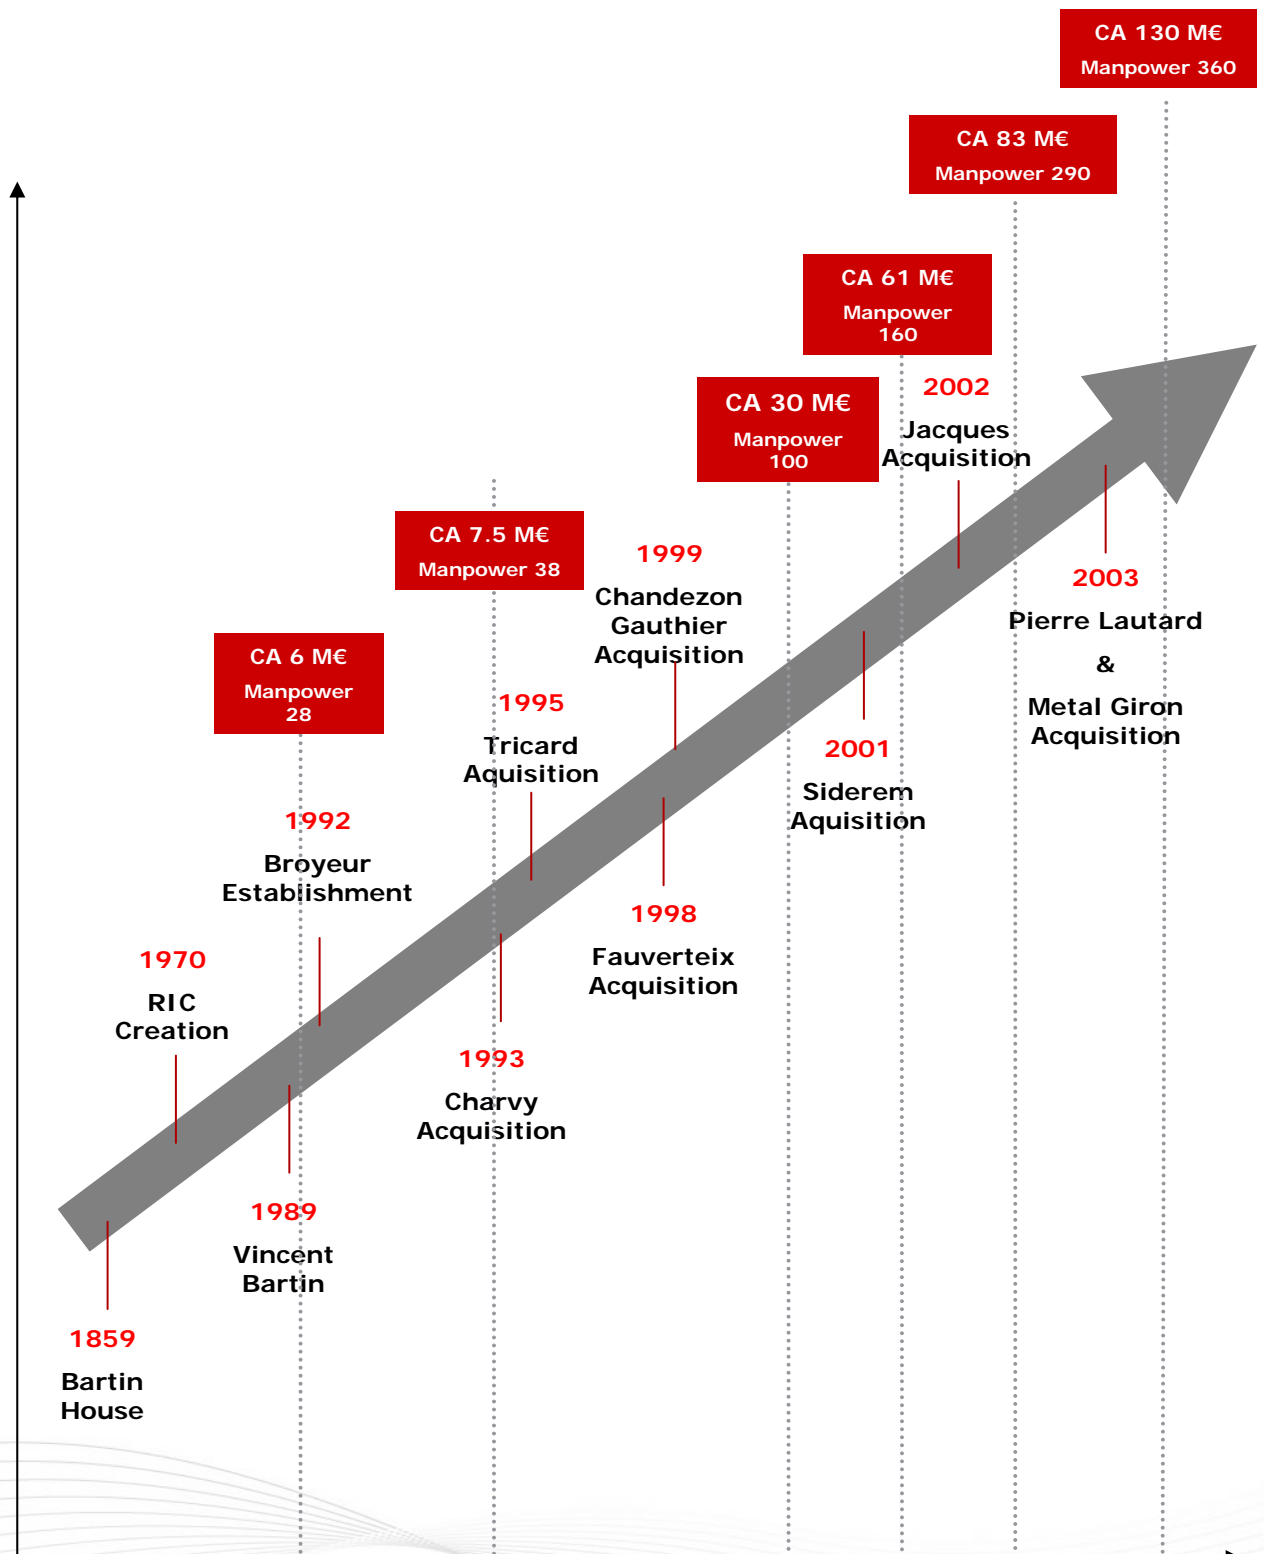 CA 130 M€
Manpower 360
CA 83 M€
Manpower 290
CA 61 M€
Manpower
160
CA 30 M€
Manpower
100
2002
Jacques
Acquisition
CA 7.5 M€
Manpower 38
1999
Chandezon
Gauthier
Acquisition
2003
Pierre Lautard
&
Metal Giron
Acquisition
CA 6 M€
Manpower
28
1995
Tricard
Aquisition
2001
Siderem
Aquisition
1992
Broyeur
Establishment
1998
Fauverteix
Acquisition
1970
RIC
Creation
1993
Charvy
Acquisition
1989
Vincent
Bartin
1859
Bartin
House